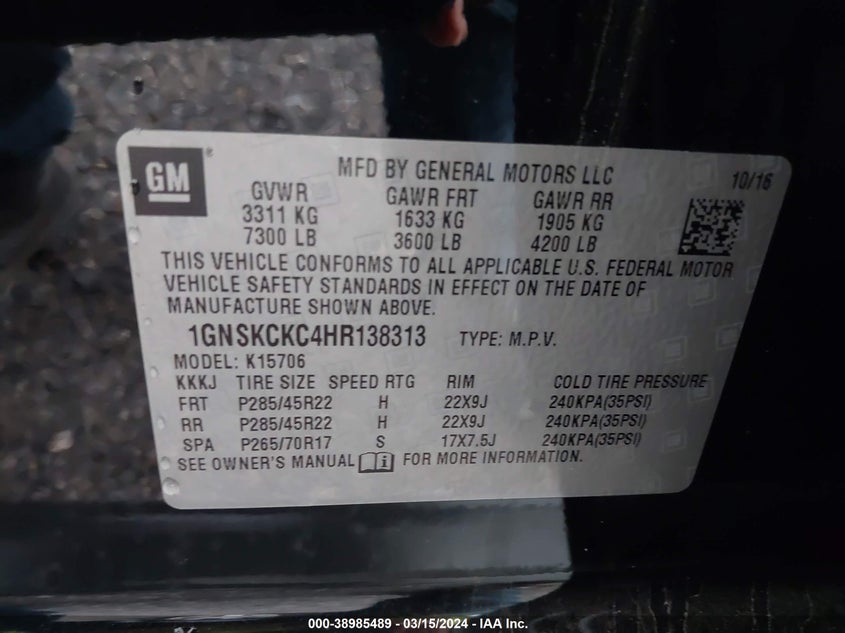 GM®
MFD BY GENERAL MOTORS LLC 10/16
GVWR GAWR FRT GAWR RR
3311 KG 1633 KG 1905 KG
7300 LB 3600 LB 4200 LB
THIS VEHICLE CONFORMS TO ALL APPLICABLE U.S. FEDERAL MOTOR
VEHICLE SAFETY STANDARDS IN EFFECT ON THE DATE OF
MANUFACTURE SHOWN ABOVE.
1GNSKCKC4HR138313 TYPE: M.P.V.
MODEL: K15706
KKKJ TIRE SIZE SPEED RTG RIM COLD TIRE PRESSURE
FRT P285/45R22 H 22X9J 240KPA(35PSI)
RR P285/45R22 H 22X9J 240KPA(35PSI)
SPA P265/70R17 S 17X7.5J 240KPA(35PSI)
SEE OWNER'S MANUAL i FOR MORE INFORMATION.
000-38985489 - 03/15/2024 - IAA Inc.